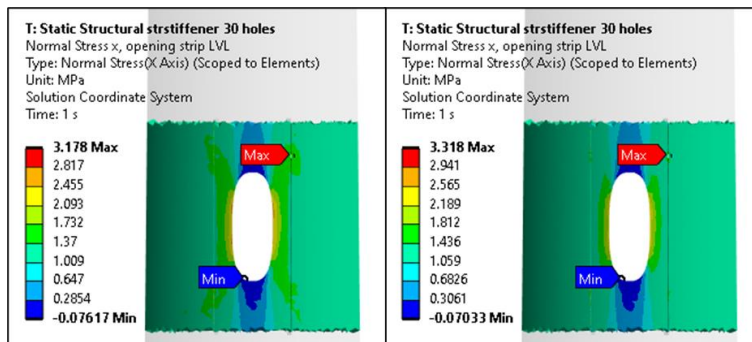 T: Static Structural strstiffener 30 holes
Normal Stress x, opening strip LVL
Type: Normal Stress(X Axis) (Scoped to Elements)
Unit: MPa
Solution Coordinate System
Time: 1 s
3.178 Max
2.817
2.455
2.093
1.732
1.37
1.009
0.647
0.2854
-0.07617 Min
Max
Min
T: Static Structural strstiffener 30 holes
Normal Stress x, opening strip LVL
Type: Normal Stress(X Axis) (Scoped to Elements)
Unit: MPa
Solution Coordinate System
Time: 1 s
3.318 Max
2.941
2.565
2.189
1.812
1.436
1.059
0.6826
0.3061
-0.07033 Min
Max
Min